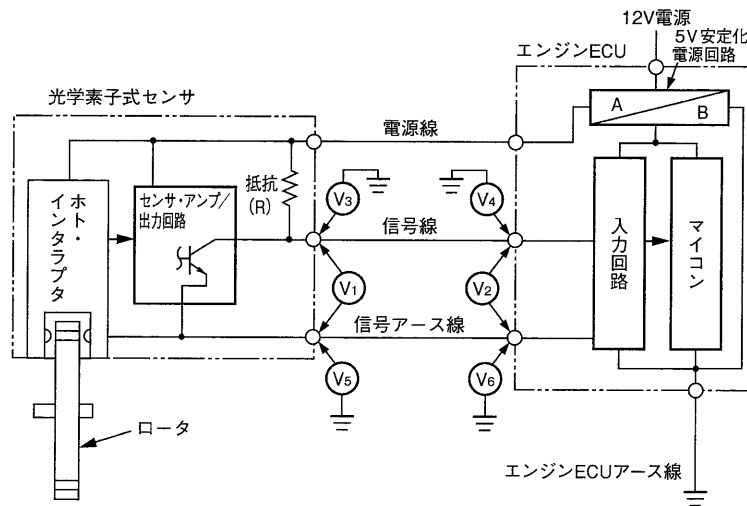 12V電源
5V安定化
電源回路
エンジンECU
A
B
光学素子式センサ
電源線
ホト・
インタラプタ
センサ・アンプ/
出力回路
抵抗
(R)
V3
V4
信号線
入力回路
マイコン
V1
V2
信号アース線
V5
V6
ロータ
エンジンECUアース線